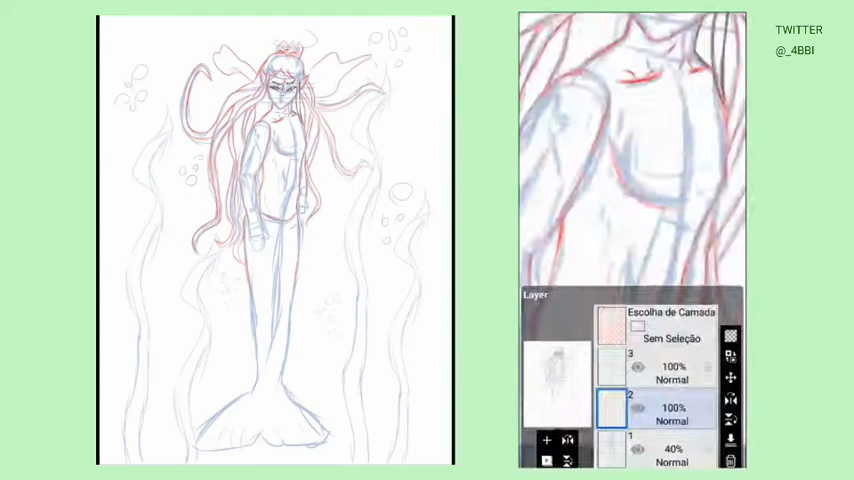 TWITTER
@_4BBI
Layer
Escolha de Camada
Sem Seleção
3
100%
Normal
2
100%
Normal
1
40%
Normal